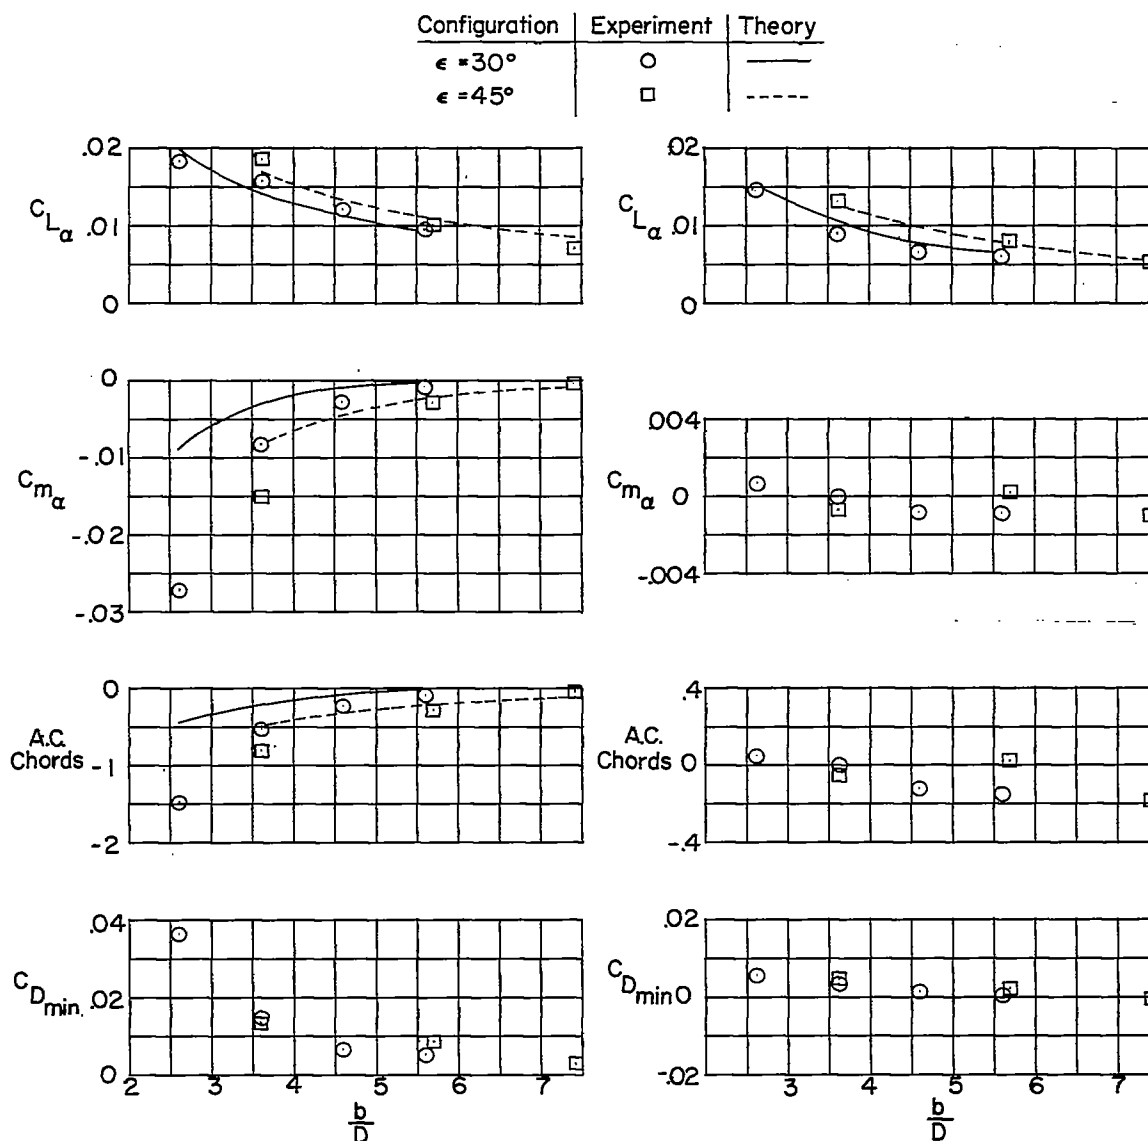 Configuration Experiment Theory
ϵ = 30°
ϵ = 45°
.02
C_Lα .01
0
.02
C_Lα .01
0
0
-.01
C_mα
-.02
-.03
.004
C_mα 0
-.004
0
A.C.
Chords -1
-2
.4
A.C.
Chords 0
-.4
.04
C_Dmin. .02
0
2 3 4 5 6 7
b/D
.02
C_Dmin 0
-.02
3 4 5 6 7
b/D